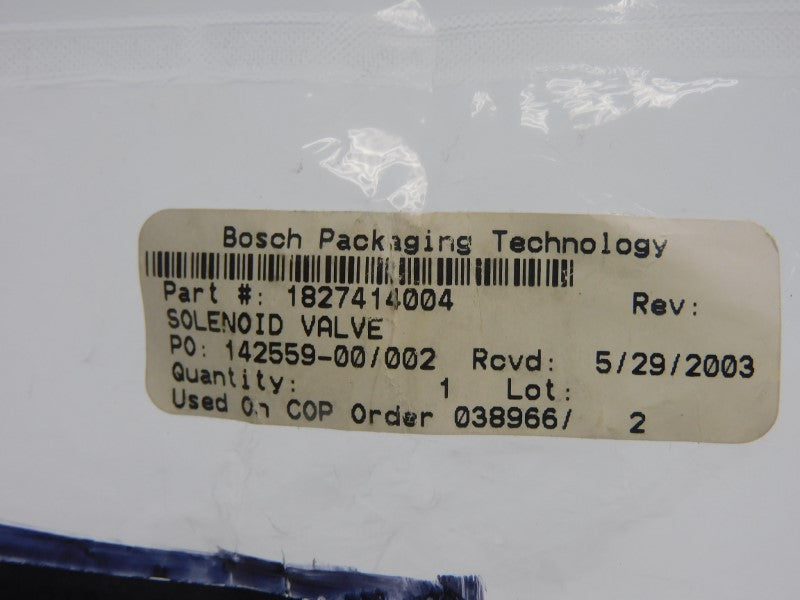 Bosch Packaging Technology
Part #: 1827414004 Rev:
SOLENOID VALVE
PO: 142559-00/002 Rcvd: 5/29/2003
Quantity: 1 Lot:
Used On COP Order 038966/ 2